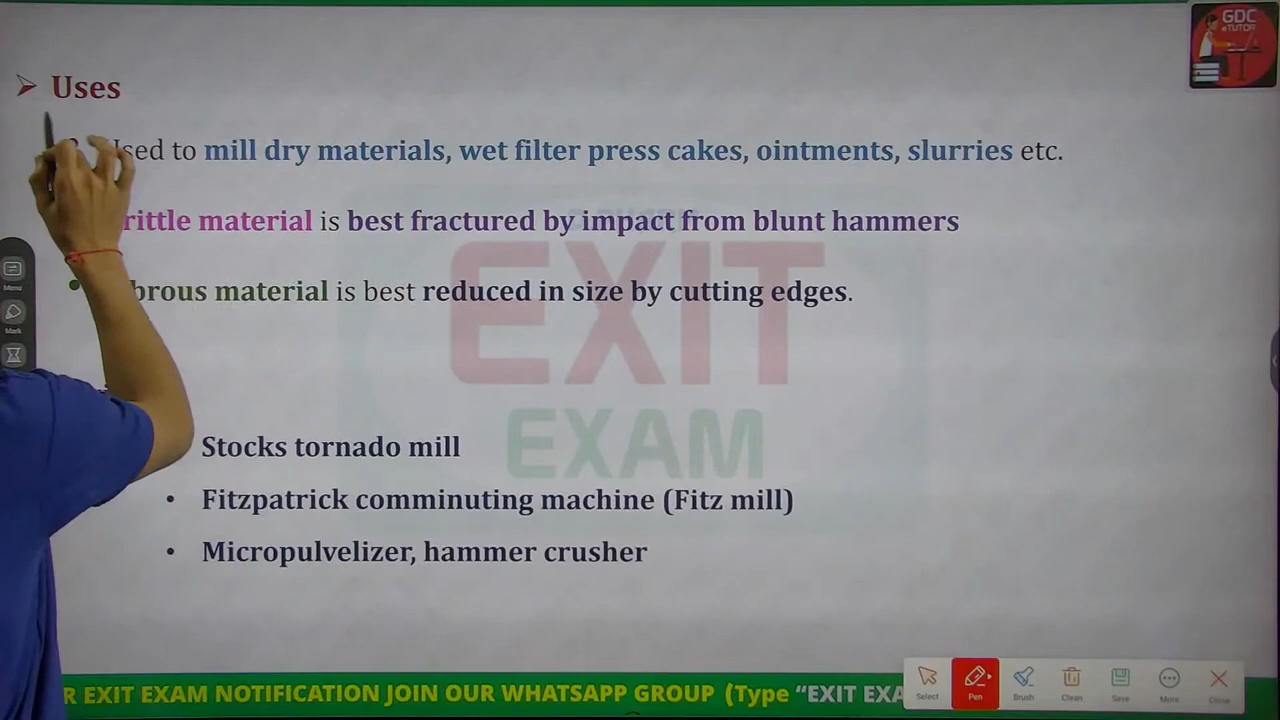 GDC
eTUTOR
Uses
Used to mill dry materials, wet filter press cakes, ointments, slurries etc.
rittle material is best fractured by impact from blunt hammers
brous material is best reduced in size by cutting edges.
EXIT
EXAM
Stocks tornado mill
• Fitzpatrick comminuting machine (Fitz mill)
• Micropulvelizer, hammer crusher
Menu
Mark
R EXIT EXAM NOTIFICATION JOIN OUR WHATSAPP GROUP (Type “EXIT EXA
Select Pen Brush Clean Save More Close